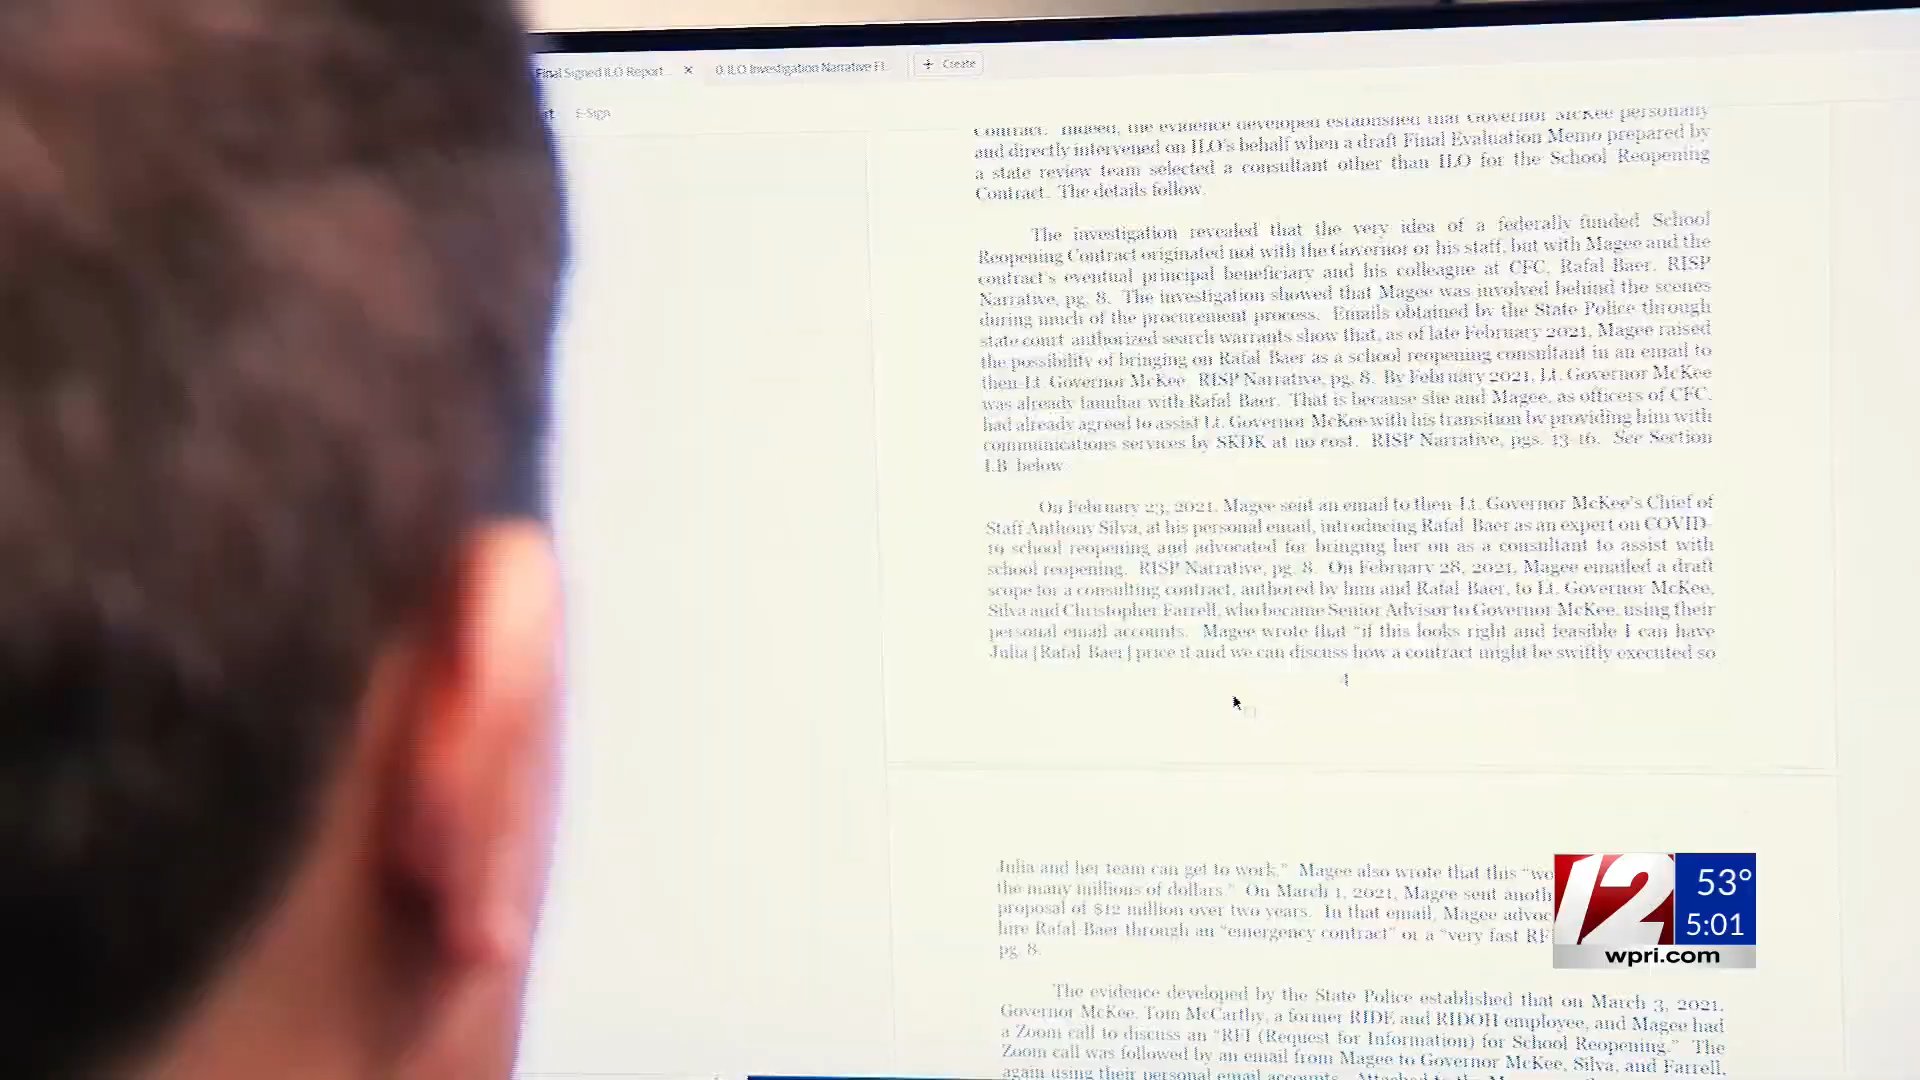 Final Signed ILO Report... × 0. ILO Investigation Narrative FI... + Create
E-Sign
Contract. Indeed, the evidence developed established that Governor McKee personally
and directly intervened on ILO's behalf when a draft Final Evaluation Memo prepared by
a state review team selected a consultant other than ILO for the School Reopening
Contract. The details follow.
The investigation revealed that the very idea of a federally-funded School
Reopening Contract originated not with the Governor or his staff, but with Magee and the
contract's eventual principal beneficiary and his colleague at CFC, Rafal-Baer. RISP
Narrative, pg. 8. The investigation showed that Magee was involved behind the scenes
during much of the procurement process. Emails obtained by the State Police through
state court-authorized search warrants show that, as of late February 2021, Magee raised
the possibility of bringing on Rafal-Baer as a school reopening consultant in an email to
then-Lt. Governor McKee. RISP Narrative, pg. 8. By February 2021, Lt. Governor McKee
was already familiar with Rafal-Baer. That is because she and Magee, as officers of CFC,
had already agreed to assist Lt. Governor McKee with his transition by providing him with
communications services by SKDK at no cost. RISP Narrative, pgs. 13-16. See Section
I.B. below.
On February 23, 2021, Magee sent an email to then-Lt. Governor McKee's Chief of
Staff Anthony Silva, at his personal email, introducing Rafal-Baer as an expert on COVID-
19 school reopening and advocated for bringing her on as a consultant to assist with
school reopening. RISP Narrative, pg. 8. On February 28, 2021, Magee emailed a draft
scope for a consulting contract, authored by him and Rafal-Baer, to Lt. Governor McKee,
Silva and Christopher Farrell, who became Senior Advisor to Governor McKee, using their
personal email accounts. Magee wrote that "if this looks right and feasible I can have
Julia [Rafal-Baer] price it and we can discuss how a contract might be swiftly executed so
4
Julia and her team can get to work." Magee also wrote that this "wo
the many millions of dollars." On March 1, 2021, Magee sent anoth
proposal of $12 million over two years. In that email, Magee advoc
hire Rafal-Baer through an "emergency contract" or a "very fast RF
pg. 8.
12 53°
5:01
wpri.com
The evidence developed by the State Police established that on March 3, 2021,
Governor McKee, Tom McCarthy, a former RIDE and RIDOH employee, and Magee had
a Zoom call to discuss an "RFI (Request for Information) for School Reopening." The
Zoom call was followed by an email from Magee to Governor McKee, Silva, and Farrell,
again using their personal email accounts. Attached to the